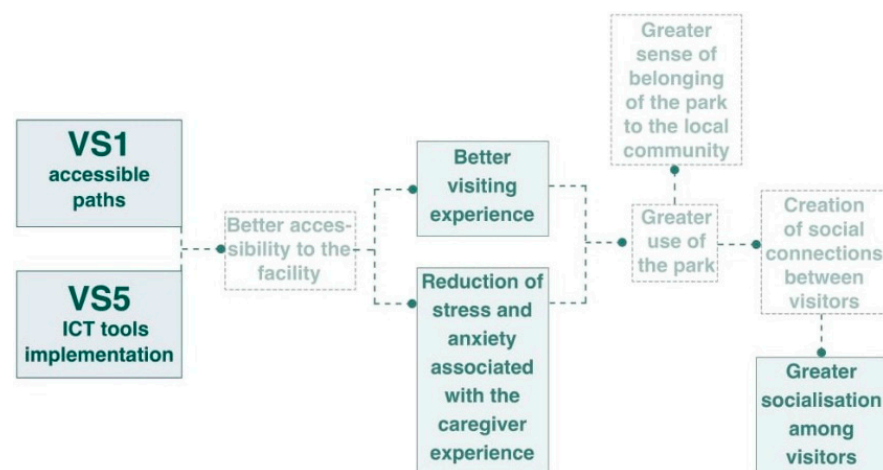 VS1
accessible
paths
VS5
ICT tools
implementation
Better acces-
sibility to the
facility
Better
visiting
experience
Reduction of
stress and
anxiety
associated
with the
caregiver
experience
Greater
sense of
belonging
of the park
to the local
community
Greater
use of
the park
Creation
of social
connections
between
visitors
Greater
socialisation
among
visitors